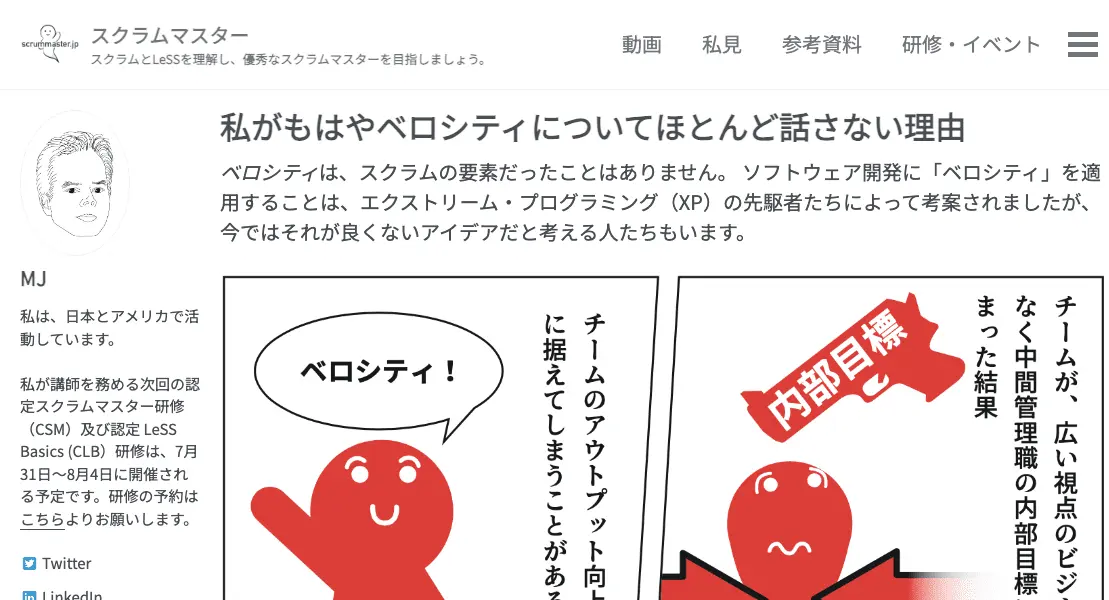 scrummaster.jp
スクラムマスター
スクラムとLeSSを理解し、優秀なスクラムマスターを目指しましょう。
動画
私見
参考資料
研修・イベント
MJ
私は、日本とアメリカで活
動しています。
私が講師を務める次回の認
定スクラムマスター研修
（CSM）及び認定 LeSS
Basics (CLB）研修は、7月
31日〜8月4日に開催され
る予定です。研修の予約は
こちらよりお願いします。
Twitter
LinkedIn
私がもはやベロシティについてほとんど話さない理由
ベロシティは、スクラムの要素だったことはありません。 ソフトウェア開発に「ベロシティ」を適
用することは、エクストリーム・プログラミング（XP）の先駆者たちによって考案されましたが、
今ではそれが良くないアイデアだと考える人たちもいます。
ベロシティ！
チームのアウトプット向上
に据えてしまうことがある
内部目標
チームが、広い視点のビジ
なく中間管理職の内部目標
まった結果